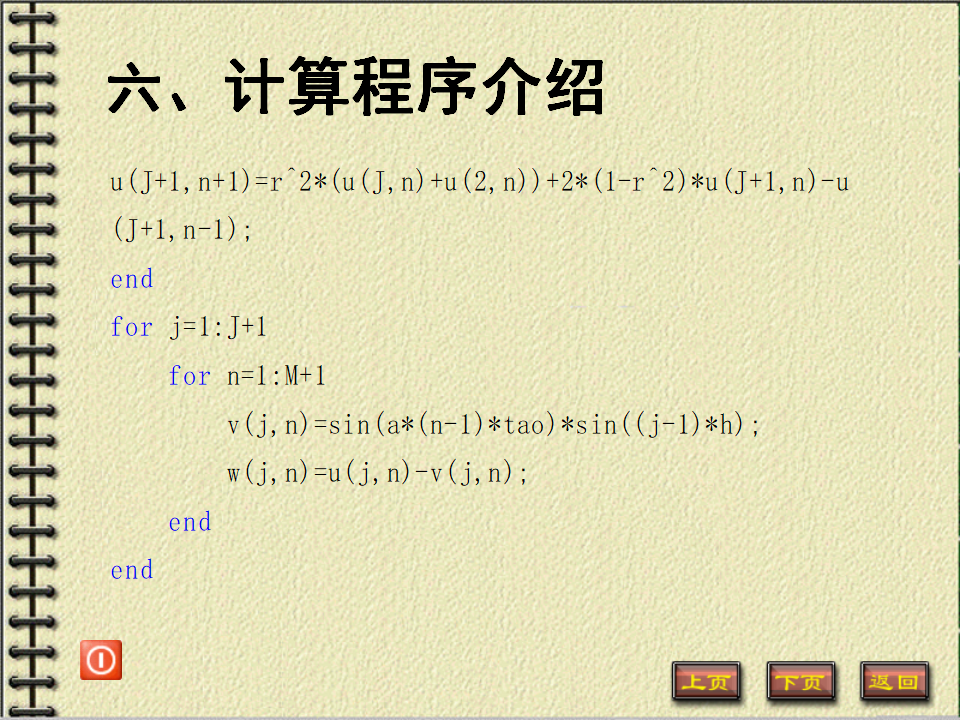 六、计算程序介绍
u(J+1,n+1)=r^2*(u(J,n)+u(2,n))+2*(1-r^2)*u(J+1,n)-u
(J+1,n-1);
end
for j=1:J+1
for n=1:M+1
v(j,n)=sin(a*(n-1)*tao)*sin((j-1)*h);
w(j,n)=u(j,n)-v(j,n);
end
end
上页 下页 返回